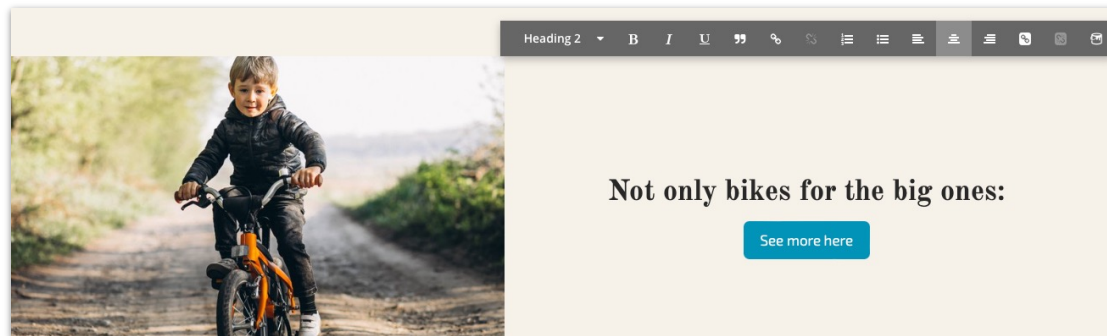 Heading 2 B I U
Not only bikes for the big ones:
See more here